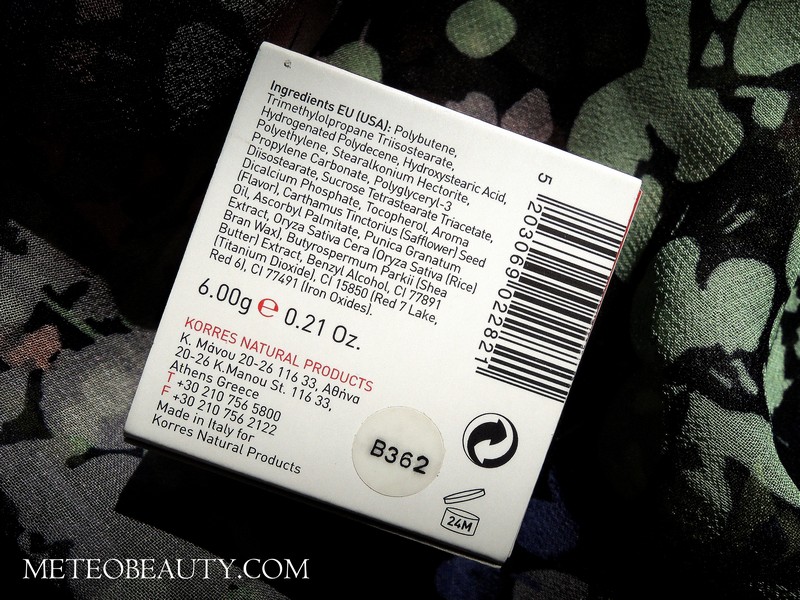 Ingredients EU (USA): Polybutene,
Trimethylolpropane Triisostearate,
Hydrogenated Polydecene, Hydroxystearic Acid,
Polyethylene, Stearalkonium Hectorite,
Propylene Carbonate, Polyglyceryl-3
Diisostearate, Sucrose Tetrastearate Triacetate,
Dicalcium Phosphate, Tocopherol, Aroma
(Flavor), Carthamus Tinctorius (Safflower) Seed
Oil, Ascorbyl Palmitate, Punica Granatum
Extract, Oryza Sativa Cera (Oryza Sativa (Rice)
Bran Wax), Butyrospermum Parkii (Shea
Butter) Extract, Benzyl Alcohol, CI 77891
(Titanium Dioxide), CI 15850 (Red 7 Lake,
Red 6), CI 77491 (Iron Oxides).
6.00g e 0.21 Oz.
KORRES NATURAL PRODUCTS
Κ. Μάνου 20-26 116 33, Αθήνα
20-26 K.Manou St. 116 33,
Athens Greece
T +30 210 756 5800
F +30 210 756 2122
Made in Italy for
Korres Natural Products
5 203069 022821
B362
24M
METEOBEAUTY.COM